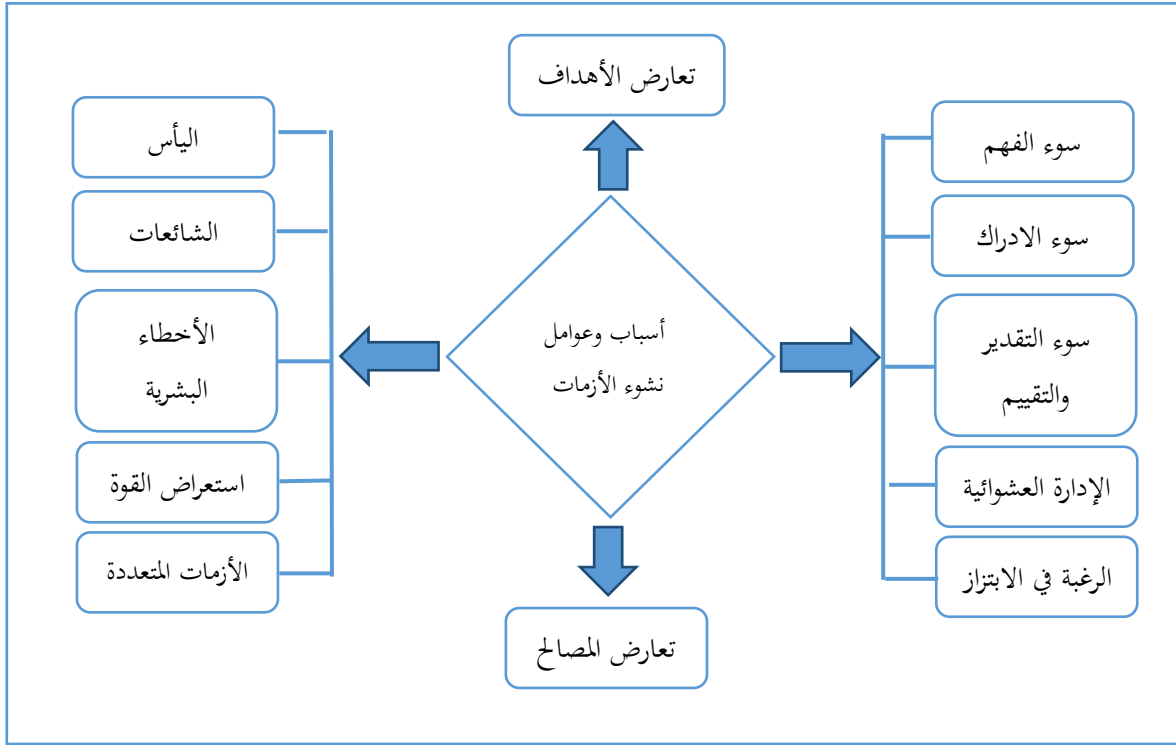 تعارض الأهداف
سوء الفهم
سوء الادراك
سوء التقدير
والتقييم
الإدارة العشوائية
الرغبة في الابتزاز
أسباب وعوامل
نشوء الأزمات
اليأس
الشائعات
الأخطاء
البشرية
استعراض القوة
الأزمات المتعددة
تعارض المصالح